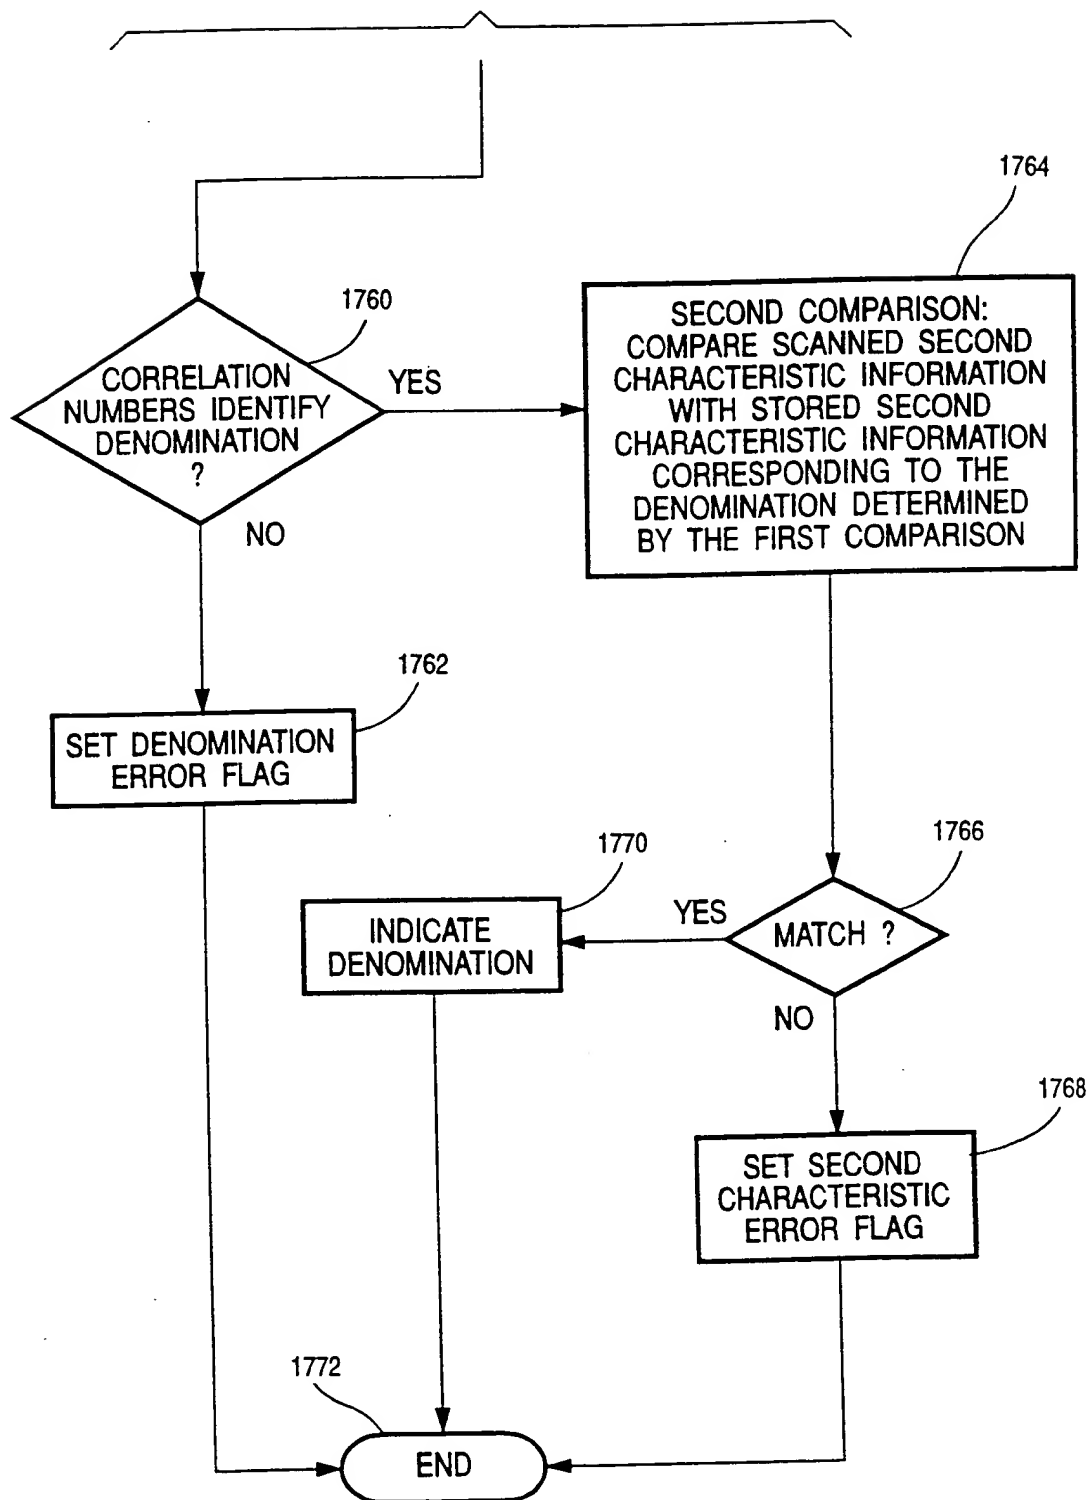 1764
1760
CORRELATION
NUMBERS IDENTIFY
DENOMINATION
?
YES
NO
SECOND COMPARISON:
COMPARE SCANNED SECOND
CHARACTERISTIC INFORMATION
WITH STORED SECOND
CHARACTERISTIC INFORMATION
CORRESPONDING TO THE
DENOMINATION DETERMINED
BY THE FIRST COMPARISON
1762
SET DENOMINATION
ERROR FLAG
1770
INDICATE
DENOMINATION
1766
YES
MATCH ?
NO
1768
SET SECOND
CHARACTERISTIC
ERROR FLAG
1772
END